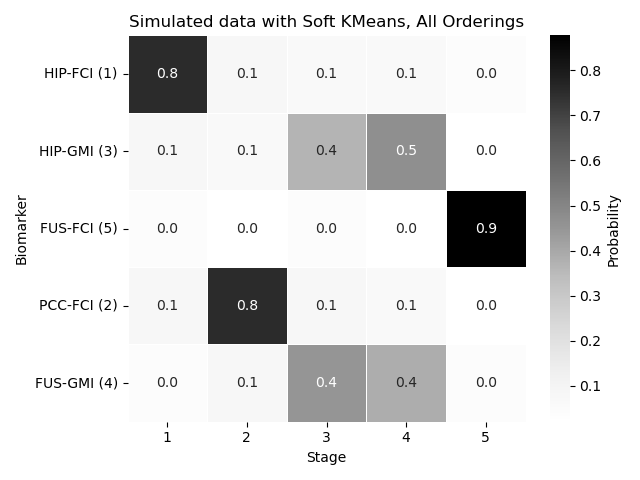 Simulated data with Soft KMeans, All Orderings
HIP-FCI (1) 0.8 0.1 0.1 0.1 0.0
HIP-GMI (3) 0.1 0.1 0.4 0.5 0.0
FUS-FCI (5) 0.0 0.0 0.0 0.0 0.9
PCC-FCI (2) 0.1 0.8 0.1 0.1 0.0
FUS-GMI (4) 0.0 0.1 0.4 0.4 0.0
1 2 3 4 5
Stage
Biomarker
0.8
0.7
0.6
0.5
0.4
0.3
0.2
0.1
Probability